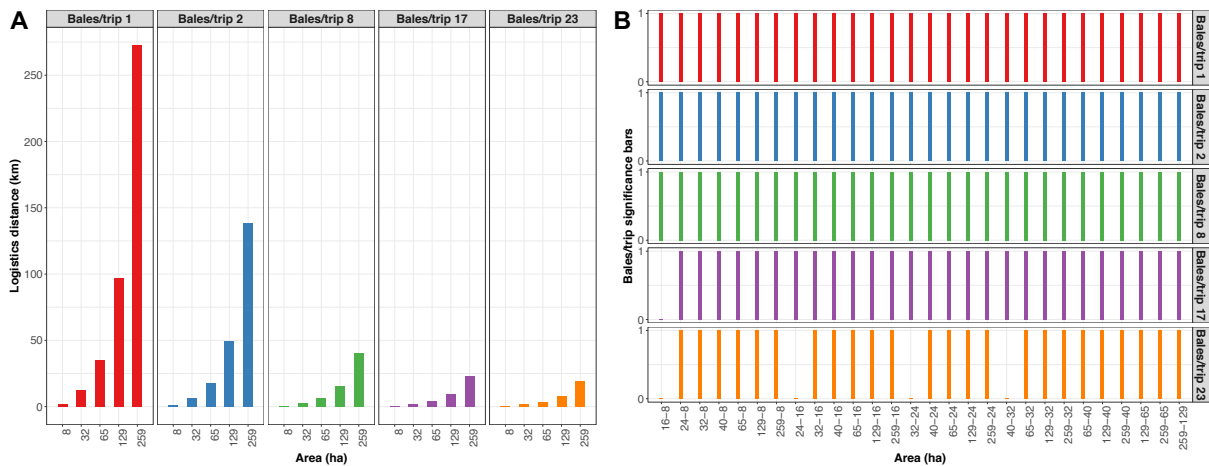 A
Bales/trip 1
Bales/trip 2
Bales/trip 8
Bales/trip 17
Bales/trip 23
Logistics distance (km)
250
200
150
100
50
0
8 32 65 129 259
8 32 65 129 259
8 32 65 129 259
8 32 65 129 259
8 32 65 129 259
Area (ha)
B
Bales/trip significance bars
1
0
Bales/trip 1
1
0
Bales/trip 2
1
0
Bales/trip 8
1
0
Bales/trip 17
1
0
Bales/trip 23
16−8 24−8 32−8 40−8 65−8 129−8 259−8 24−16 32−16 40−16 65−16 129−16 259−16 32−24 40−24 65−24 129−24 259−24 40−32 65−32 129−32 259−32 65−40 129−40 259−40 129−65 259−65 259−129
Area (ha)